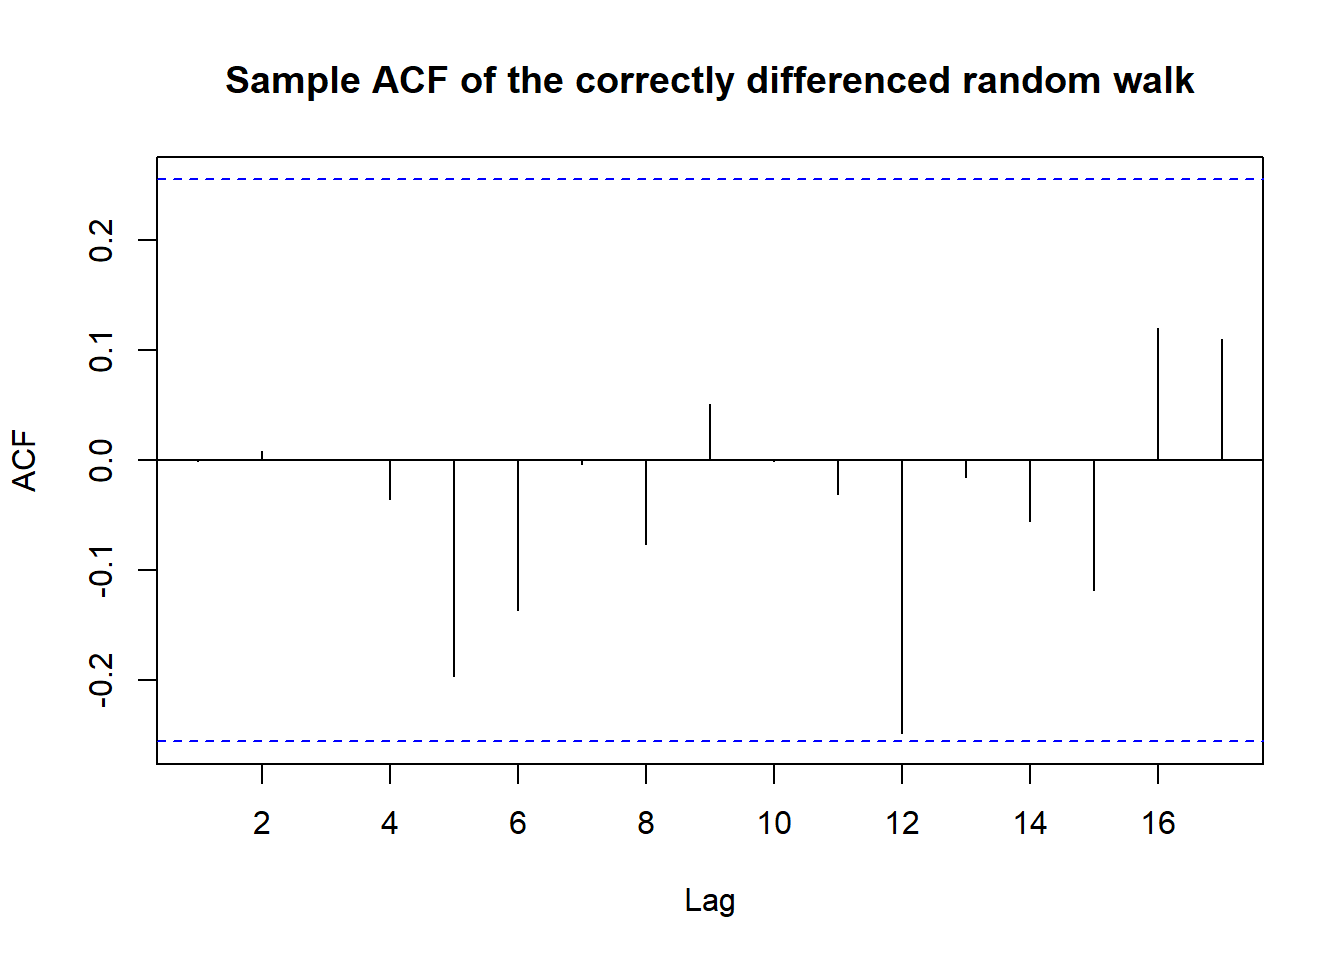 Sample ACF of the correctly differenced random walk
ACF
0.2
0.1
0.0
-0.1
-0.2
2 4 6 8 10 12 14 16
Lag